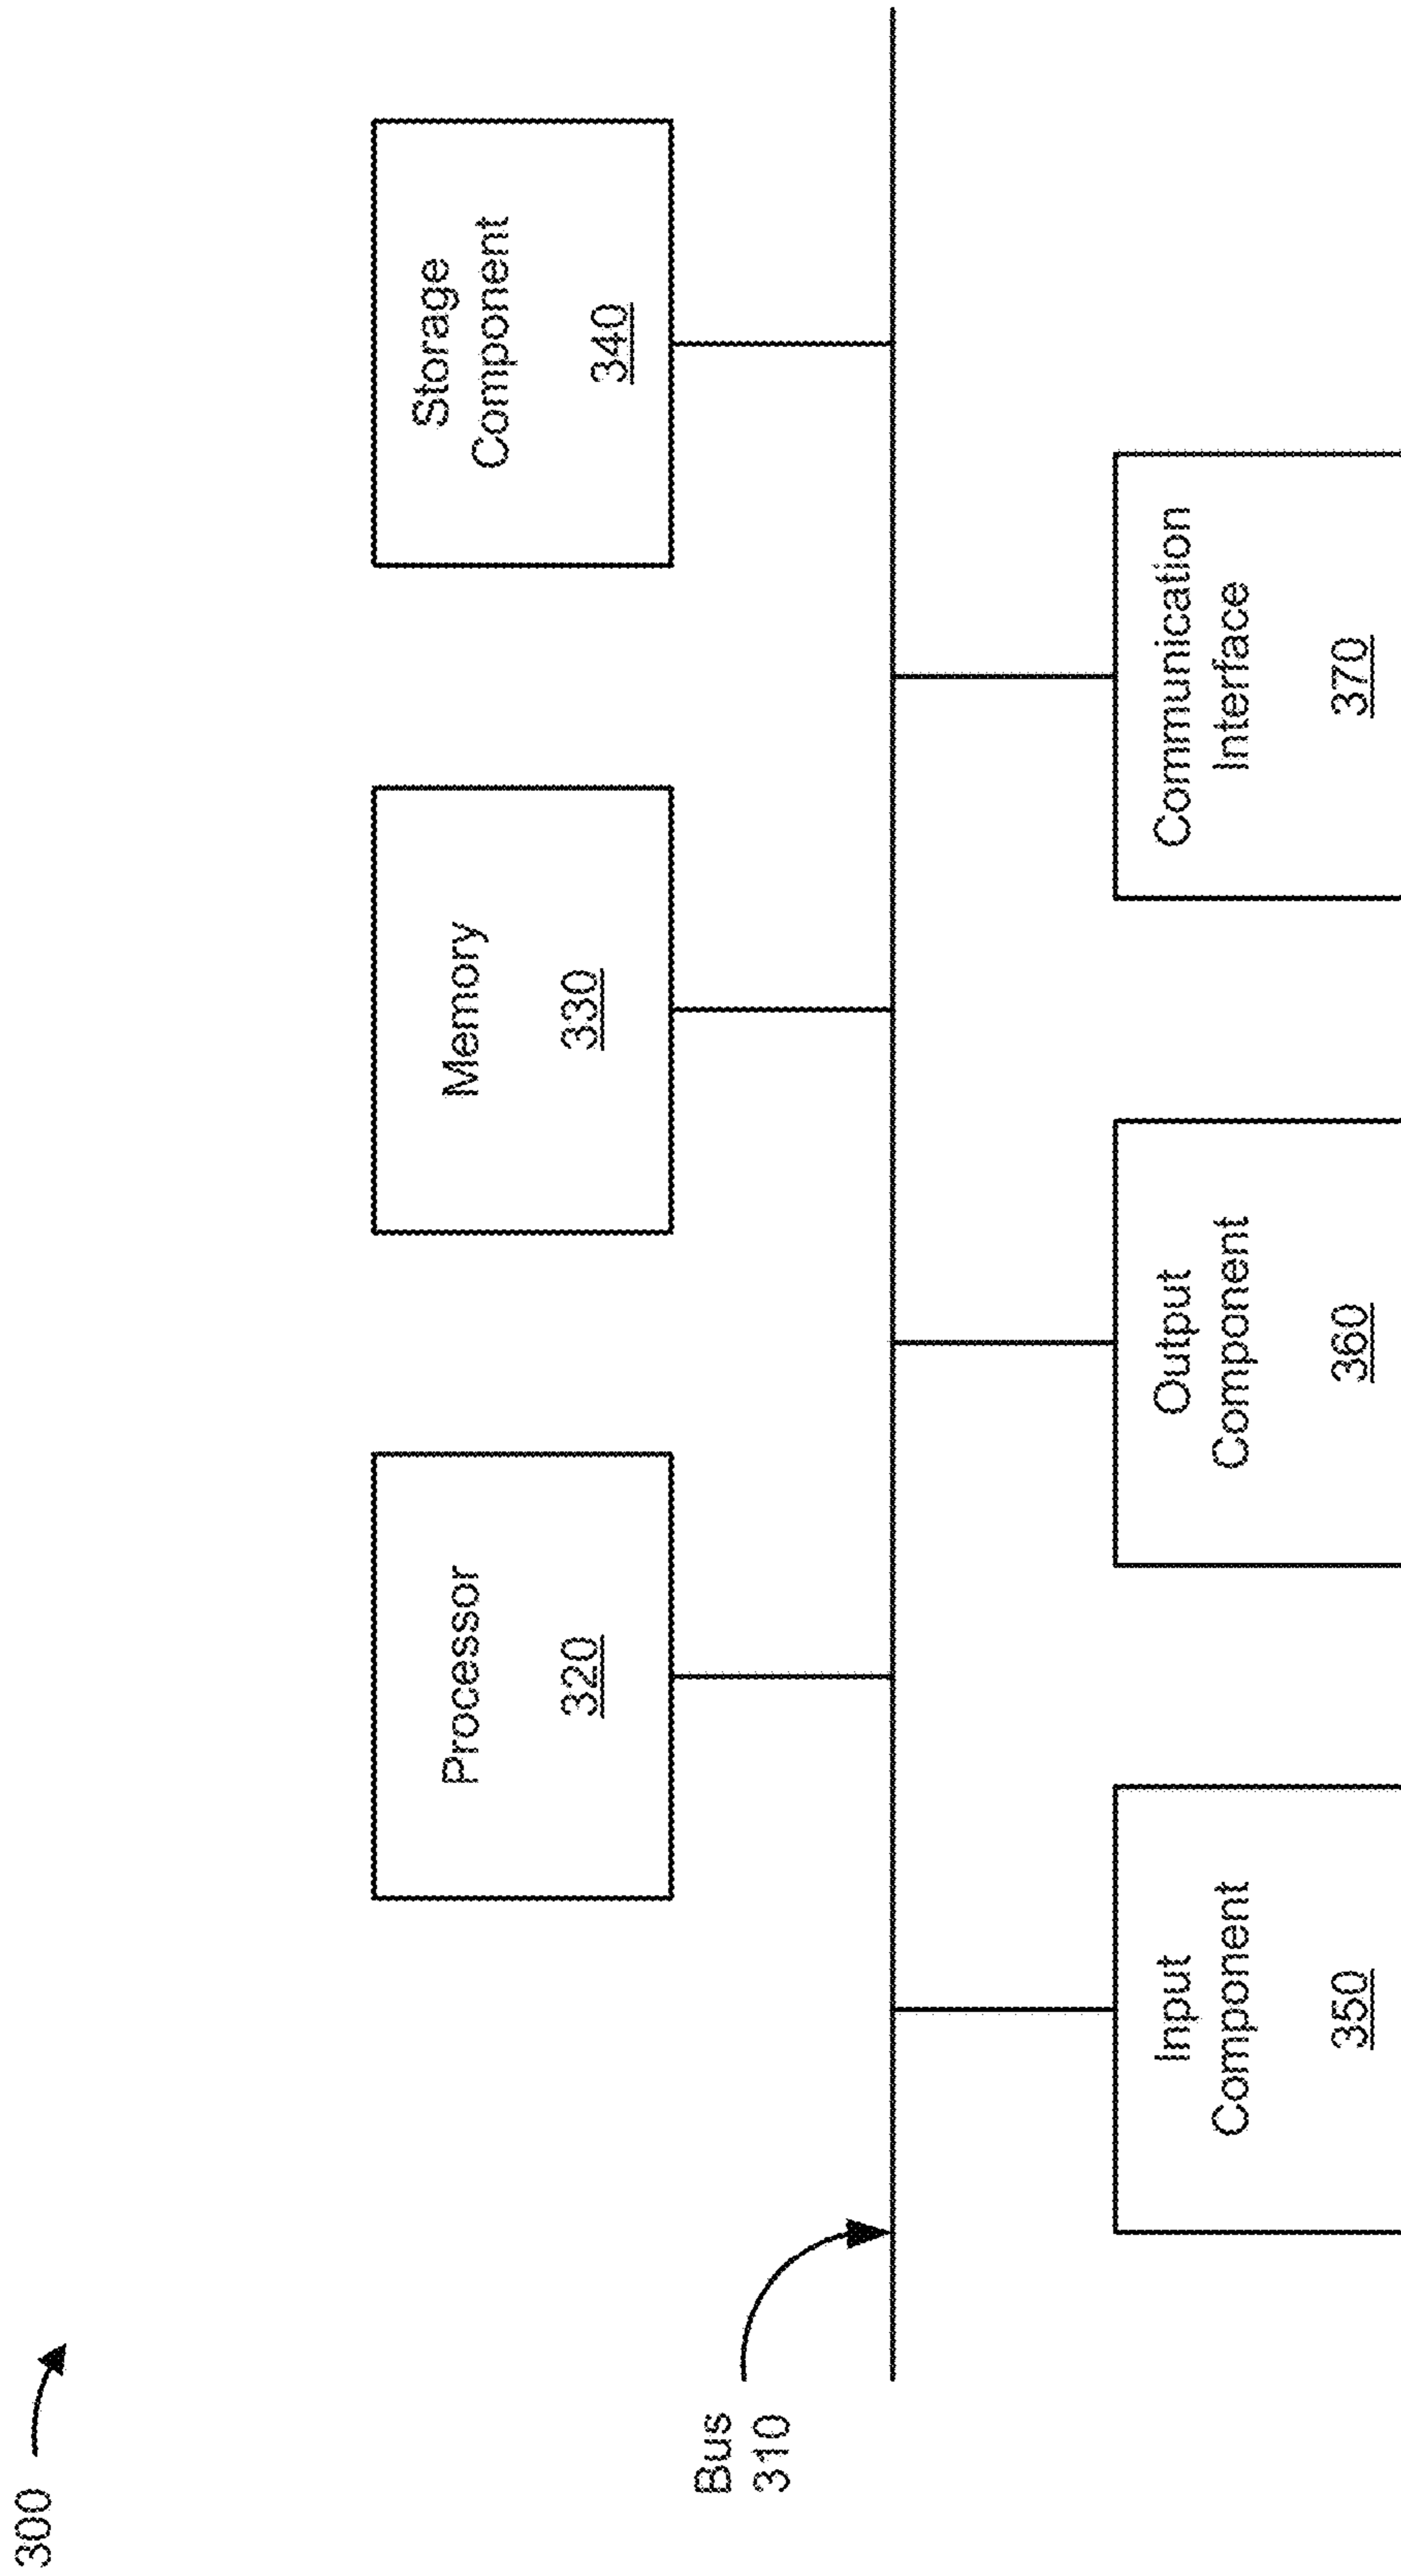 300
Bus
310
Processor
320
Memory
330
Storage
Component
340
Input
Component
350
Output
Component
360
Communication
Interface
370